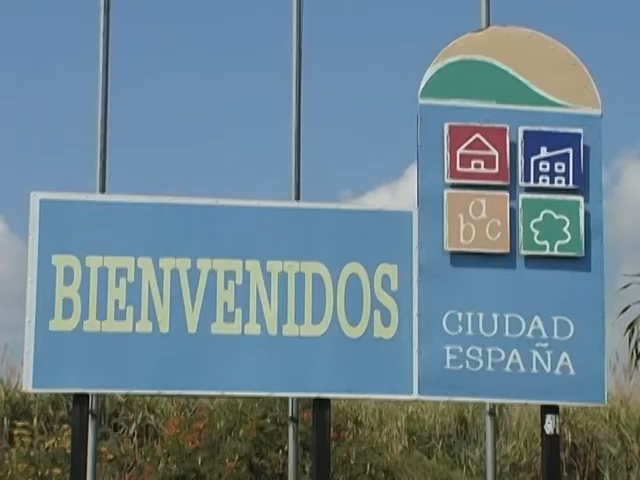 BIENVENIDOS
a
b c
CIUDAD
ESPAÑA